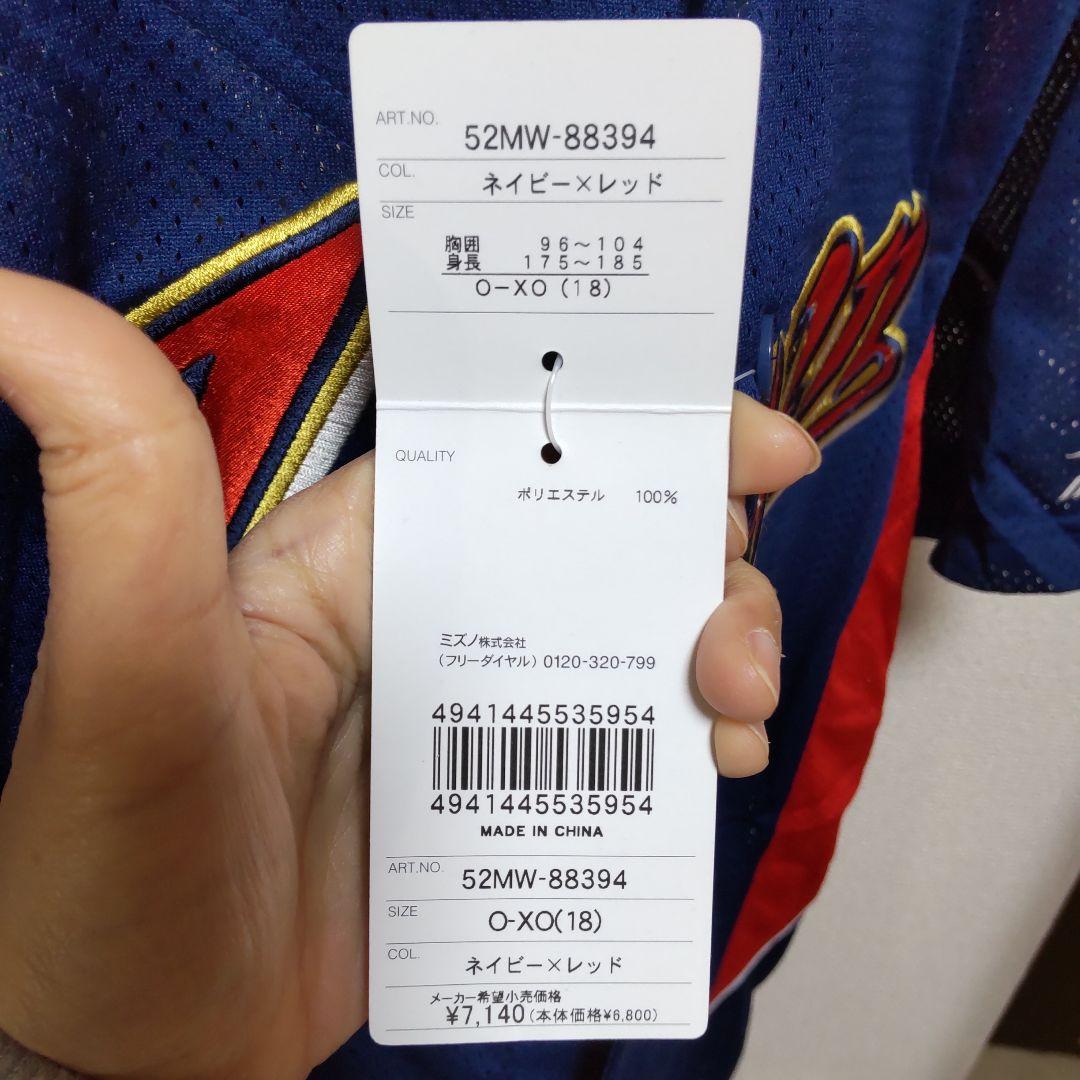 ART.NO.
52MW-88394
COL.
ネイビー×レッド
SIZE
胸囲 96～104
身長 175～185
O－XO (18)
QUALITY
ポリエステル 100%
ミズノ株式会社
(フリーダイヤル) 0120-320-799
4941445535954
4941445535954
MADE IN CHINA
ART.NO.
52MW-88394
SIZE
O-XO(18)
COL.
ネイビー×レッド
メーカー希望小売価格
¥7,140(本体価格¥6,800)